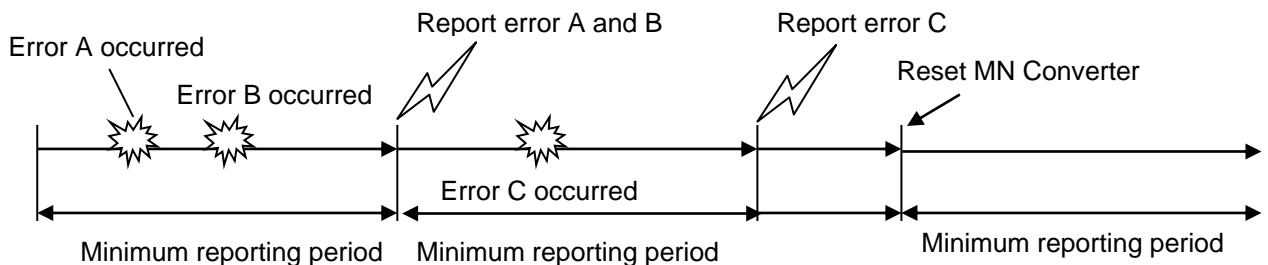 Report error A and B
Report error C
Error A occurred
Reset MN Converter
Error B occurred
Error C occurred
Minimum reporting period
Minimum reporting period
Minimum reporting period